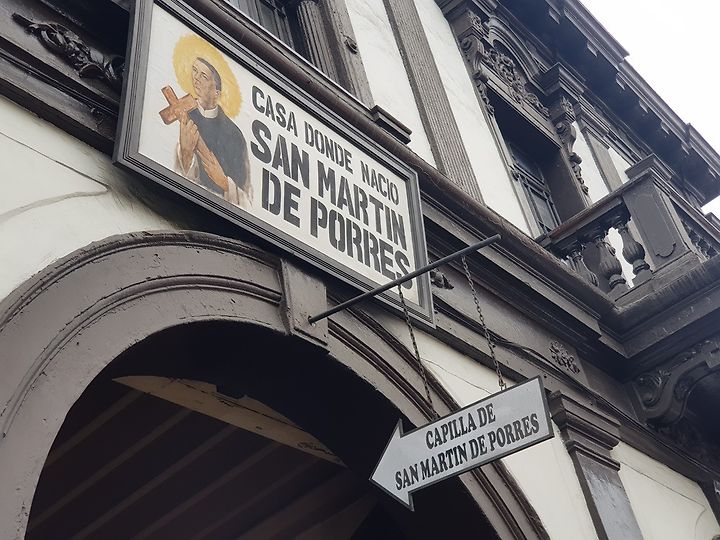 CASA DONDE NACIO
SAN MARTIN
DE PORRES
CAPILLA DE
SAN MARTIN DE PORRES